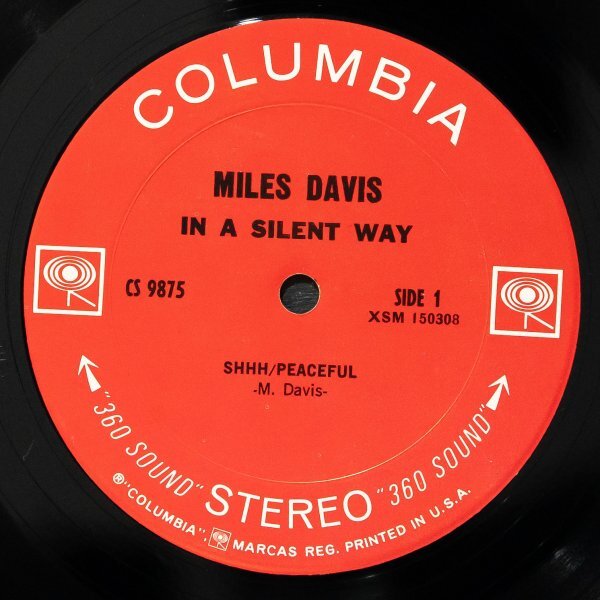 COLUMBIA
MILES DAVIS
IN A SILENT WAY
CS 9875
SIDE 1
XSM 150308
SHHH/PEACEFUL
-M. Davis-
"360 SOUND" STEREO "360 SOUND"
® "COLUMBIA", MARCAS REG. PRINTED IN U.S.A.